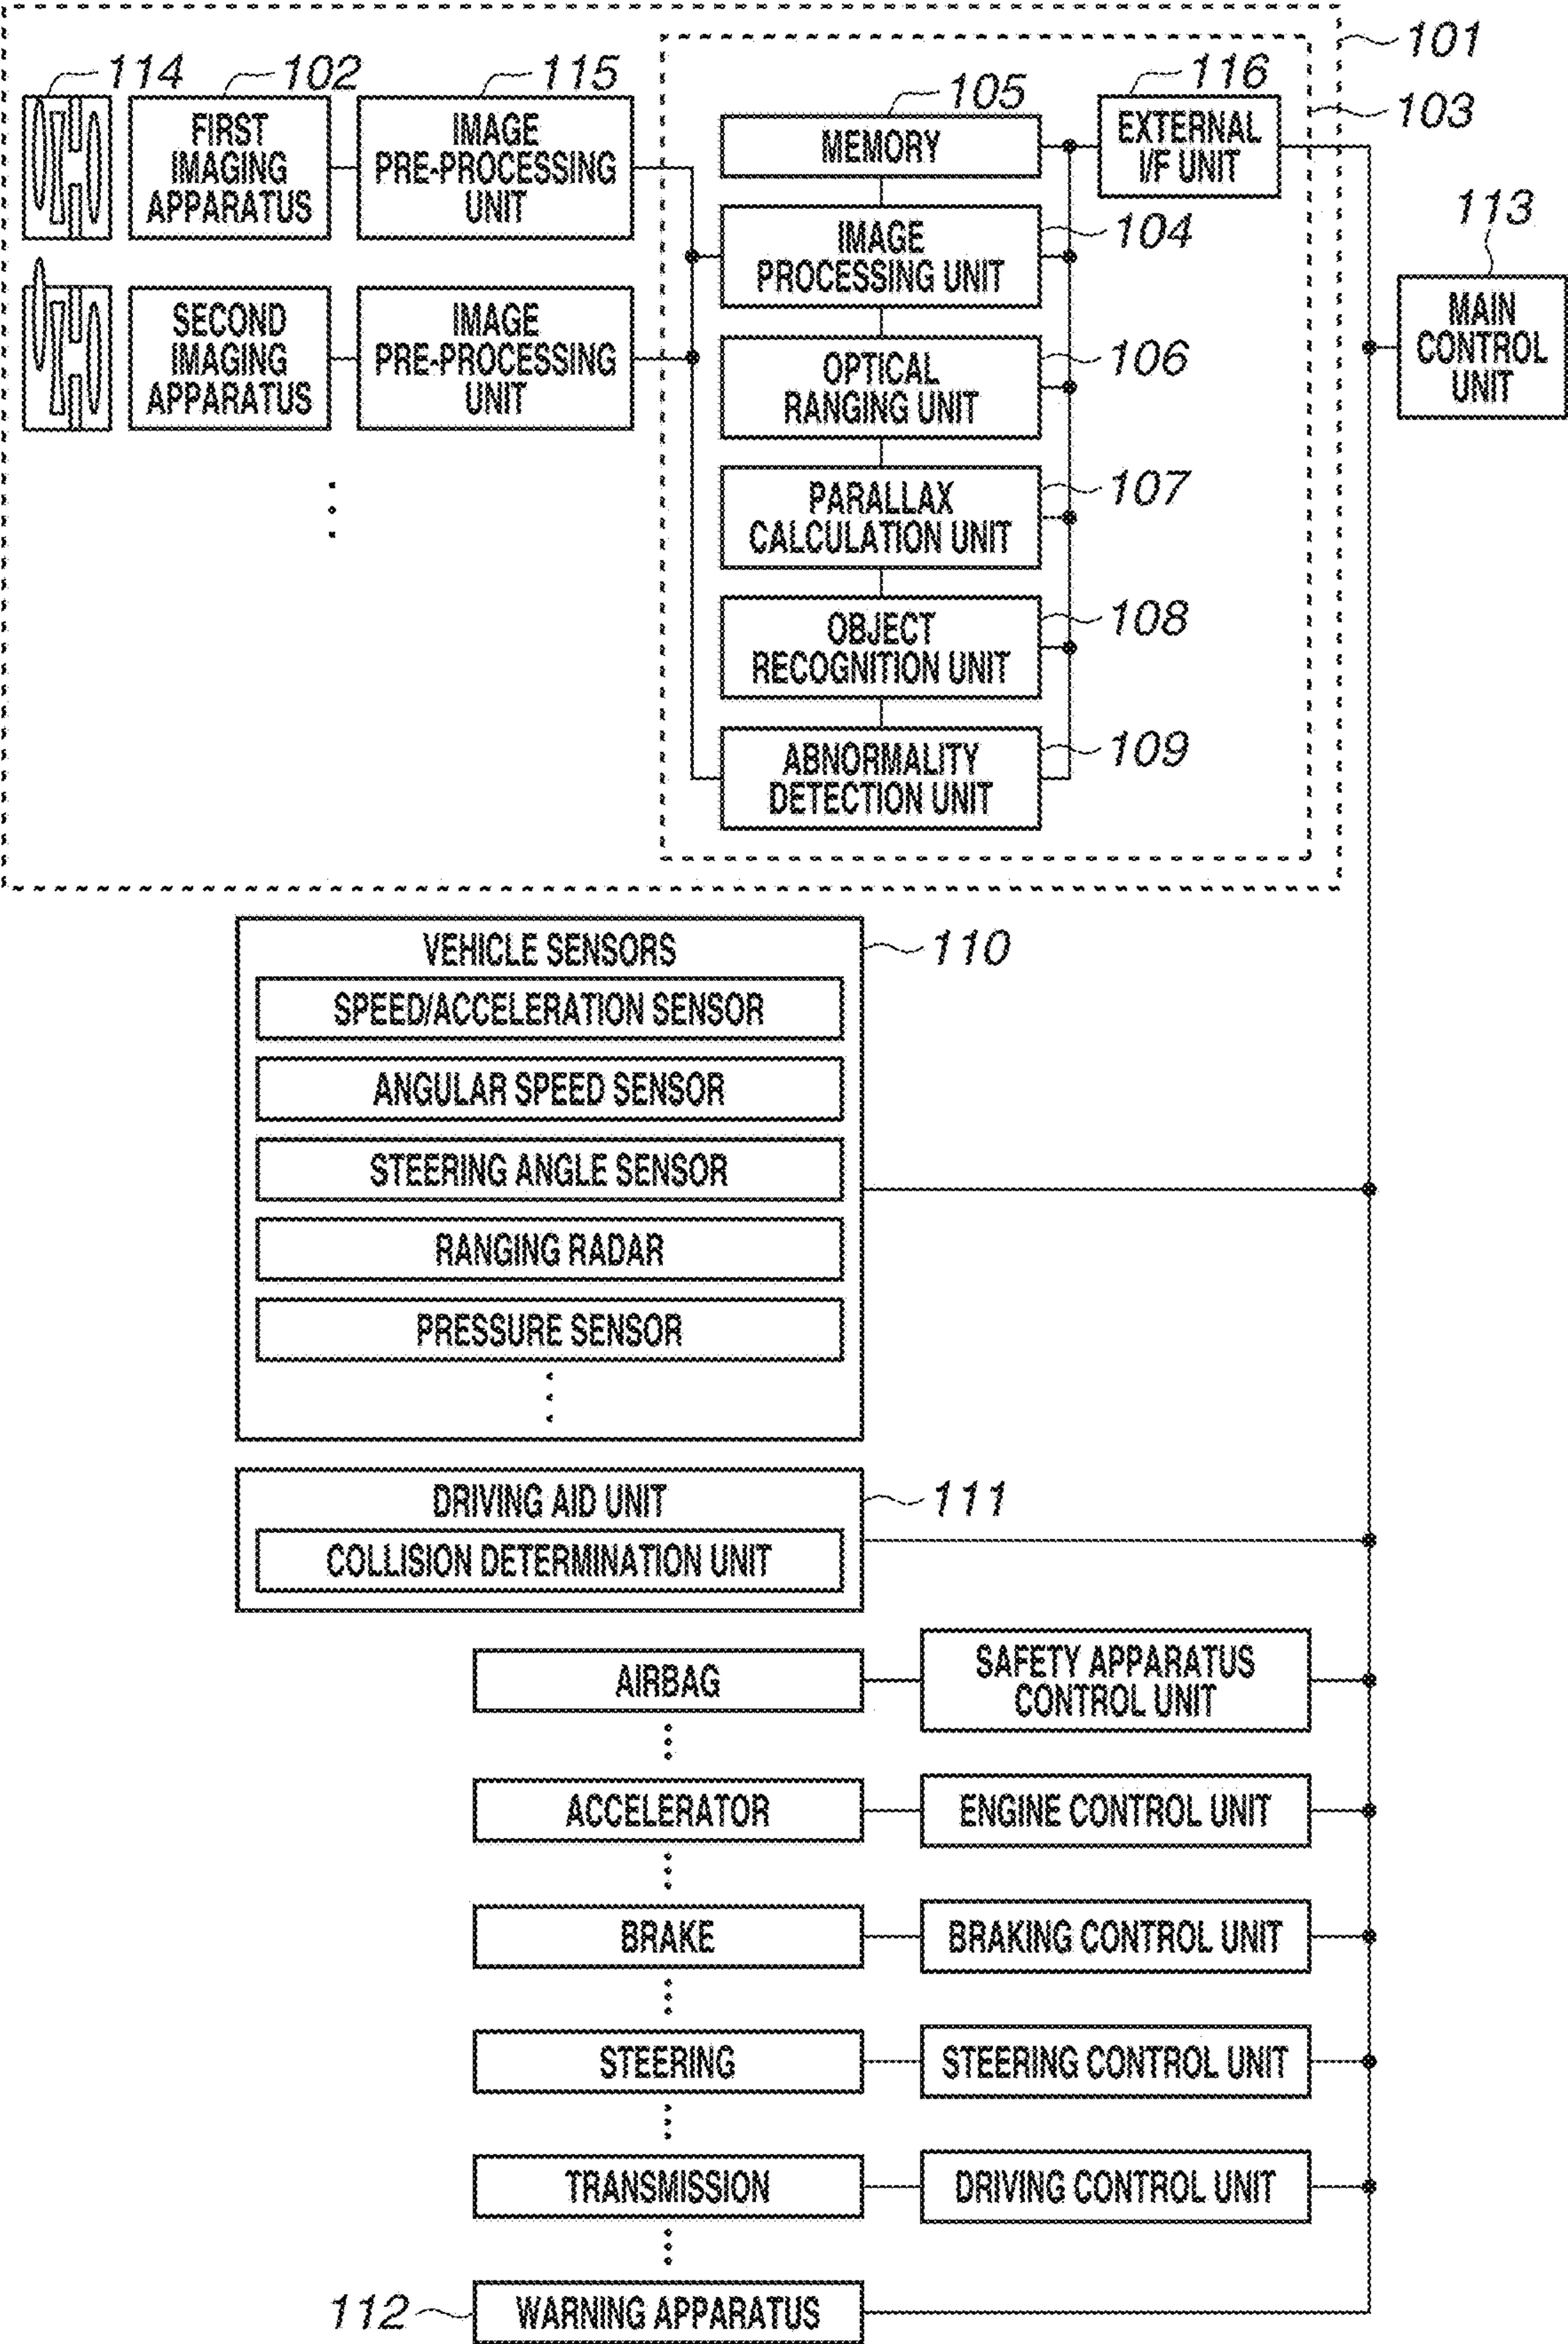 101
114
102
115
105
116
103
FIRST
IMAGING
APPARATUS
IMAGE
PRE-PROCESSING
UNIT
MEMORY
EXTERNAL
I/F UNIT
113
IMAGE
PROCESSING UNIT
104
SECOND
IMAGING
APPARATUS
IMAGE
PRE-PROCESSING
UNIT
OPTICAL
RANGING UNIT
106
MAIN
CONTROL
UNIT
PARALLAX
CALCULATION UNIT
107
OBJECT
RECOGNITION UNIT
108
ABNORMALITY
DETECTION UNIT
109
VEHICLE SENSORS
110
SPEED/ACCELERATION SENSOR
ANGULAR SPEED SENSOR
STEERING ANGLE SENSOR
RANGING RADAR
PRESSURE SENSOR
DRIVING AID UNIT
111
COLLISION DETERMINATION UNIT
AIRBAG
SAFETY APPARATUS
CONTROL UNIT
ACCELERATOR
ENGINE CONTROL UNIT
BRAKE
BRAKING CONTROL UNIT
STEERING
STEERING CONTROL UNIT
TRANSMISSION
DRIVING CONTROL UNIT
112
WARNING APPARATUS